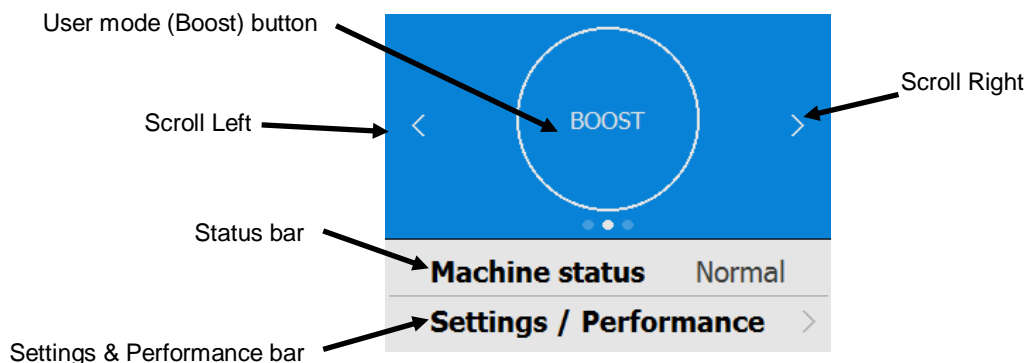 User mode (Boost) button
Scroll Right
Scroll Left
BOOST
Status bar
Machine status Normal
Settings / Performance
Settings & Performance bar